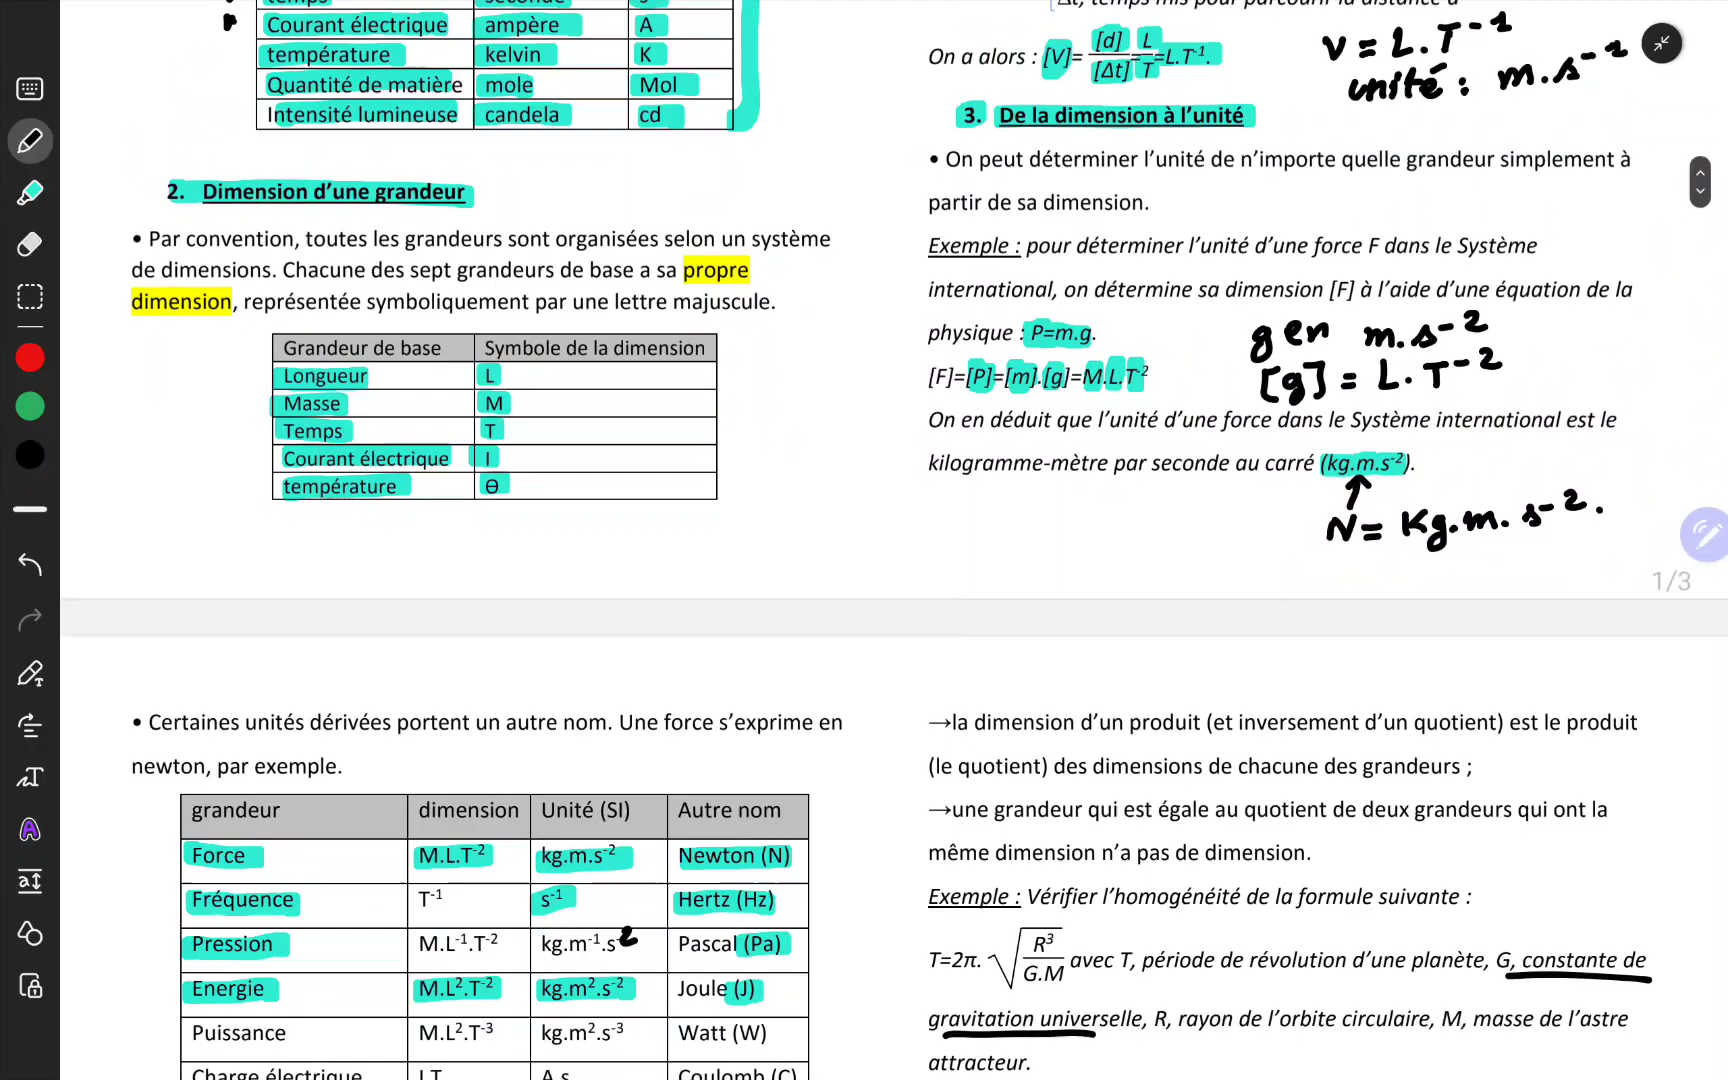 temps seconde s
Courant électrique ampère A
température kelvin K
Quantité de matière mole Mol
Intensité lumineuse candela cd
2. Dimension d’une grandeur
• Par convention, toutes les grandeurs sont organisées selon un système
de dimensions. Chacune des sept grandeurs de base a sa propre
dimension, représentée symboliquement par une lettre majuscule.
Grandeur de base Symbole de la dimension
Longueur L
Masse M
Temps T
Courant électrique I
température Ө
Δt, temps mis pour parcourir la distance d
On a alors : [V]= [d]/[Δt] = L/T =L.T⁻¹.
V = L.T⁻¹
unité : m.s⁻¹
3. De la dimension à l’unité
• On peut déterminer l’unité de n’importe quelle grandeur simplement à
partir de sa dimension.
Exemple : pour déterminer l’unité d’une force F dans le Système
international, on détermine sa dimension [F] à l’aide d’une équation de la
physique : P=m.g.
g en m.s⁻²
[F]=[P]=[m].[g]=M.L.T⁻²
[g] = L.T⁻²
On en déduit que l’unité d’une force dans le Système international est le
kilogramme-mètre par seconde au carré (kg.m.s⁻²).
N = Kg.m.s⁻².
1/3
• Certaines unités dérivées portent un autre nom. Une force s’exprime en
newton, par exemple.
grandeur dimension Unité (SI) Autre nom
Force M.L.T⁻² kg.m.s⁻² Newton (N)
Fréquence T⁻¹ s⁻¹ Hertz (Hz)
Pression M.L⁻¹.T⁻² kg.m⁻¹.s⁻² Pascal (Pa)
Energie M.L².T⁻² kg.m².s⁻² Joule (J)
Puissance M.L².T⁻³ kg.m².s⁻³ Watt (W)
Charge électrique I.T A.s Coulomb (C)
→la dimension d’un produit (et inversement d’un quotient) est le produit
(le quotient) des dimensions de chacune des grandeurs ;
→une grandeur qui est égale au quotient de deux grandeurs qui ont la
même dimension n’a pas de dimension.
Exemple : Vérifier l’homogénéité de la formule suivante :
T=2π. √(R³/G.M) avec T, période de révolution d’une planète, G, constante de
gravitation universelle, R, rayon de l’orbite circulaire, M, masse de l’astre
attracteur.